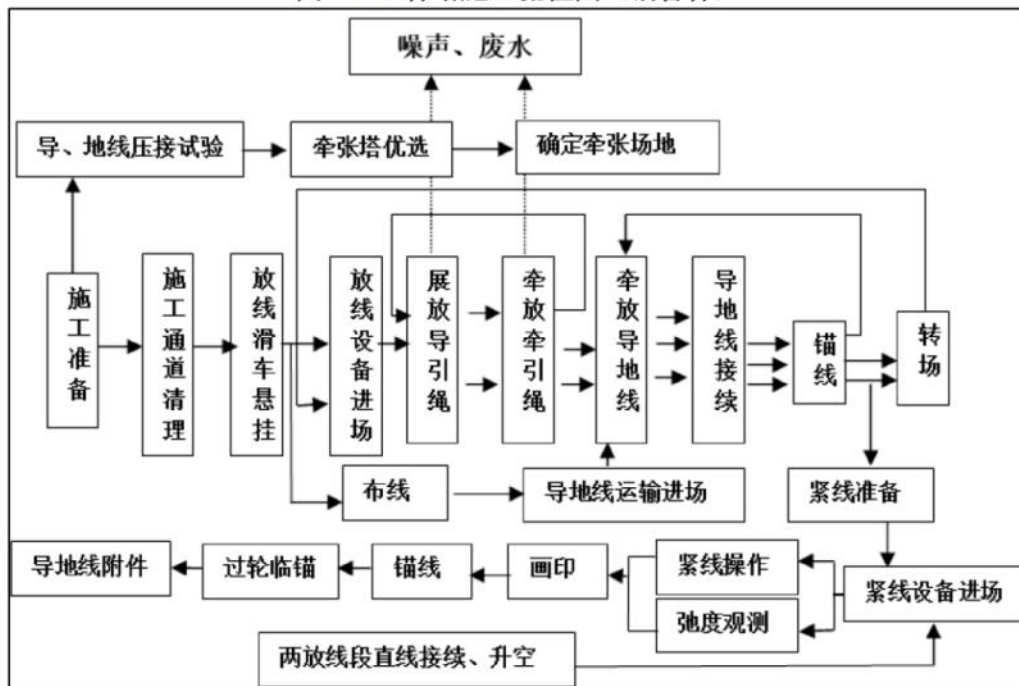 噪声、废水
导、地线压接试验
牵张塔优选
确定牵张场地
施工准备
施工通道清理
放线滑车悬挂
放线设备进场
展放导引绳
牵放牵引绳
牵放导地线
导地线接续
锚线
转场
布线
导地线运输进场
紧线准备
导地线附件
过轮临锚
锚线
画印
紧线操作
弛度观测
紧线设备进场
两放线段直线接续、升空